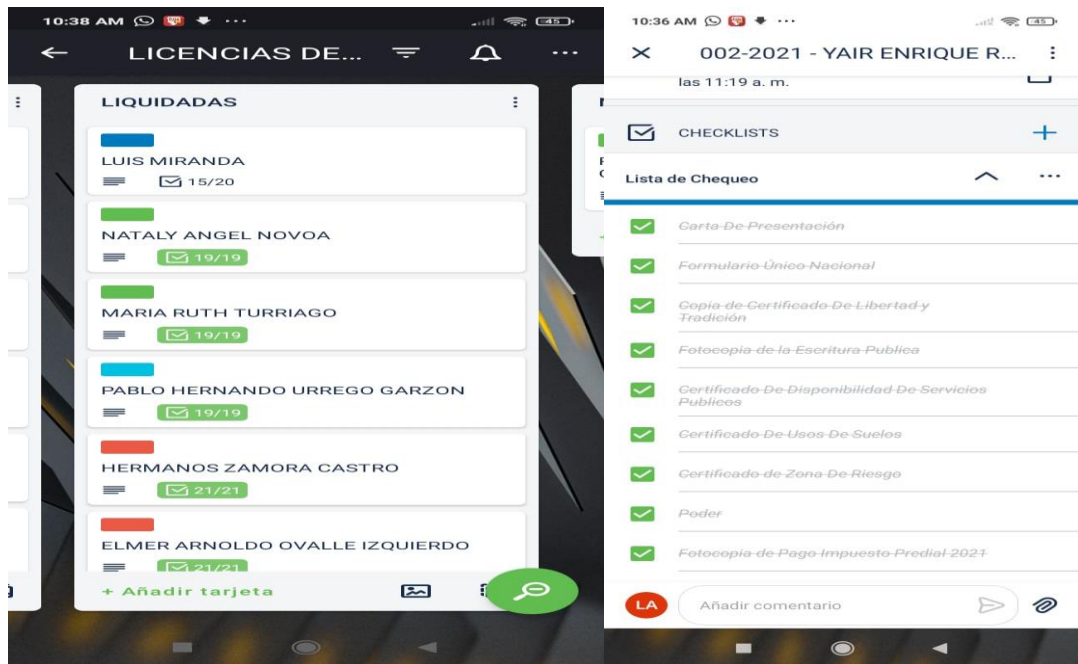 10:38 AM ...
LICENCIAS DE...
LIQUIDADAS
LUIS MIRANDA
15/20
NATALY ANGEL NOVOA
19/19
MARIA RUTH TURRIAGO
19/19
PABLO HERNANDO URREGO GARZON
19/19
HERMANOS ZAMORA CASTRO
21/21
ELMER ARNOLDO OVALLE IZQUIERDO
21/21
+ Añadir tarjeta
45
10:36 AM ...
45
002-2021 - YAIR ENRIQUE R...
las 11:19 a. m.
CHECKLISTS
Lista de Chequeo
Carta De Presentación
Formulario Único Nacional
Copia de Certificado De Libertad y
Tradición
Fotocopia de la Escritura Publica
Certificado De Disponibilidad De Servicios
Publicos
Certificado De Usos De Suelos
Certificado de Zona De Riesgo
Poder
Fotocopia de Pago Impuesto Predial 2021
LA
Añadir comentario